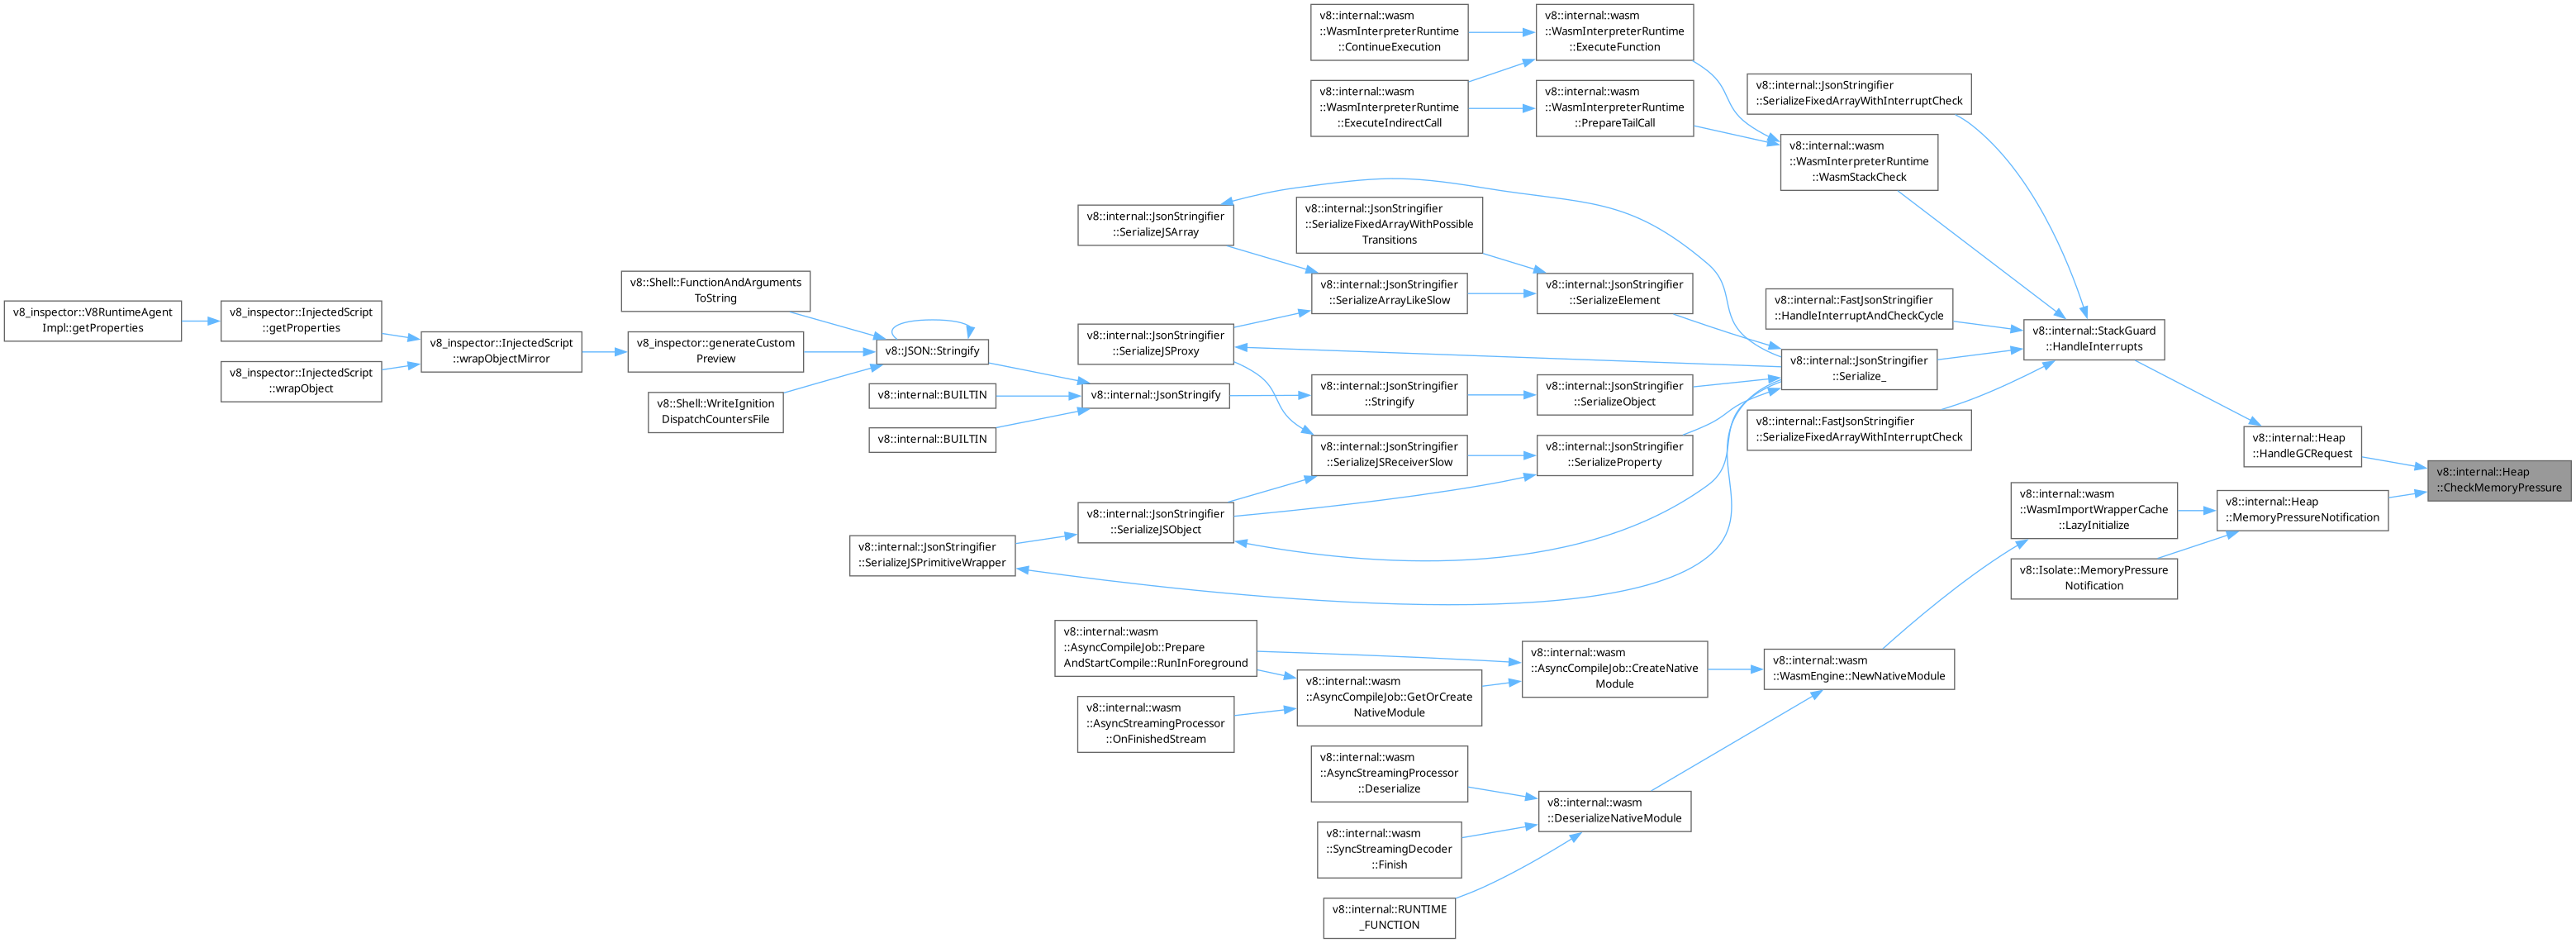 v8::internal::wasm
::WasmInterpreterRuntime
::ContinueExecution
v8::internal::wasm
::WasmInterpreterRuntime
::ExecuteFunction
v8::internal::JsonStringifier
::SerializeFixedArrayWithInterruptCheck
v8::internal::wasm
::WasmInterpreterRuntime
::ExecuteIndirectCall
v8::internal::wasm
::WasmInterpreterRuntime
::PrepareTailCall
v8::internal::wasm
::WasmInterpreterRuntime
::WasmStackCheck
v8::internal::JsonStringifier
::SerializeJSArray
v8::internal::JsonStringifier
::SerializeFixedArrayWithPossible
Transitions
v8::Shell::FunctionAndArguments
ToString
v8::internal::JsonStringifier
::SerializeArrayLikeSlow
v8::internal::JsonStringifier
::SerializeElement
v8::internal::FastJsonStringifier
::HandleInterruptAndCheckCycle
v8_inspector::V8RuntimeAgent
Impl::getProperties
v8_inspector::InjectedScript
::getProperties
v8_inspector::InjectedScript
::wrapObjectMirror
v8_inspector::generateCustom
Preview
v8::JSON::Stringify
v8::internal::JsonStringifier
::SerializeJSProxy
v8::internal::StackGuard
::HandleInterrupts
v8_inspector::InjectedScript
::wrapObject
v8::internal::JsonStringifier
::Serialize_
v8::Shell::WriteIgnition
DispatchCountersFile
v8::internal::BUILTIN
v8::internal::JsonStringify
v8::internal::JsonStringifier
::Stringify
v8::internal::JsonStringifier
::SerializeObject
v8::internal::BUILTIN
v8::internal::FastJsonStringifier
::SerializeFixedArrayWithInterruptCheck
v8::internal::JsonStringifier
::SerializeJSReceiverSlow
v8::internal::JsonStringifier
::SerializeProperty
v8::internal::Heap
::HandleGCRequest
v8::internal::Heap
::CheckMemoryPressure
v8::internal::JsonStringifier
::SerializeJSObject
v8::internal::wasm
::WasmImportWrapperCache
::LazyInitialize
v8::internal::Heap
::MemoryPressureNotification
v8::internal::JsonStringifier
::SerializeJSPrimitiveWrapper
v8::Isolate::MemoryPressure
Notification
v8::internal::wasm
::AsyncCompileJob::Prepare
AndStartCompile::RunInForeground
v8::internal::wasm
::AsyncCompileJob::CreateNative
Module
v8::internal::wasm
::WasmEngine::NewNativeModule
v8::internal::wasm
::AsyncCompileJob::GetOrCreate
NativeModule
v8::internal::wasm
::AsyncStreamingProcessor
::OnFinishedStream
v8::internal::wasm
::AsyncStreamingProcessor
::Deserialize
v8::internal::wasm
::DeserializeNativeModule
v8::internal::wasm
::SyncStreamingDecoder
::Finish
v8::internal::RUNTIME
_FUNCTION